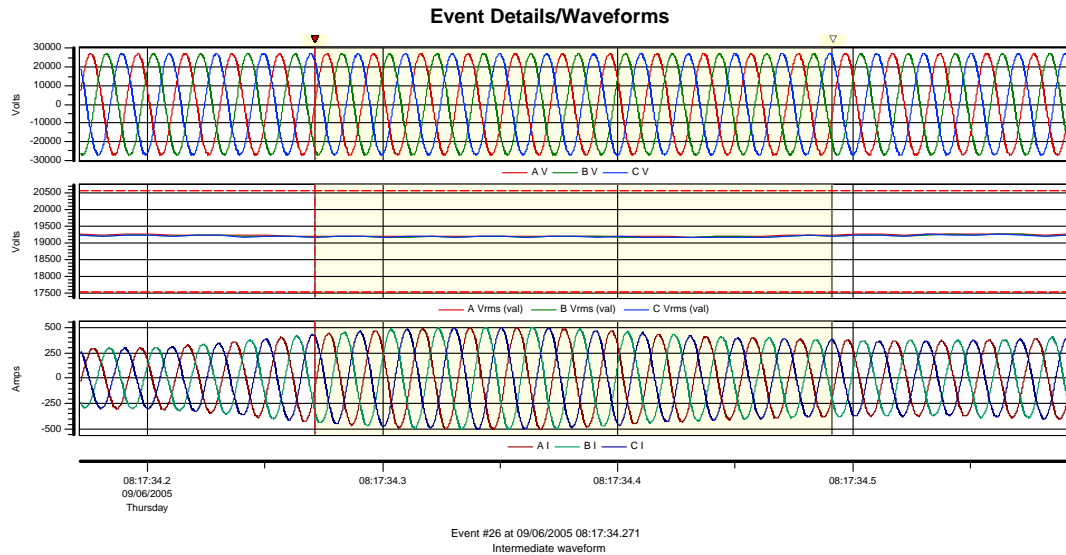 Event Details/Waveforms
30000
20000
10000
0
-10000
-20000
-30000
Volts
A V B V C V
20500
20000
19500
19000
18500
18000
17500
Volts
A Vrms (val) B Vrms (val) C Vrms (val)
500
250
0
-250
-500
Amps
A I B I C I
08:17:34.2 08:17:34.3 08:17:34.4 08:17:34.5
09/06/2005
Thursday
Event #26 at 09/06/2005 08:17:34.271
Intermediate waveform